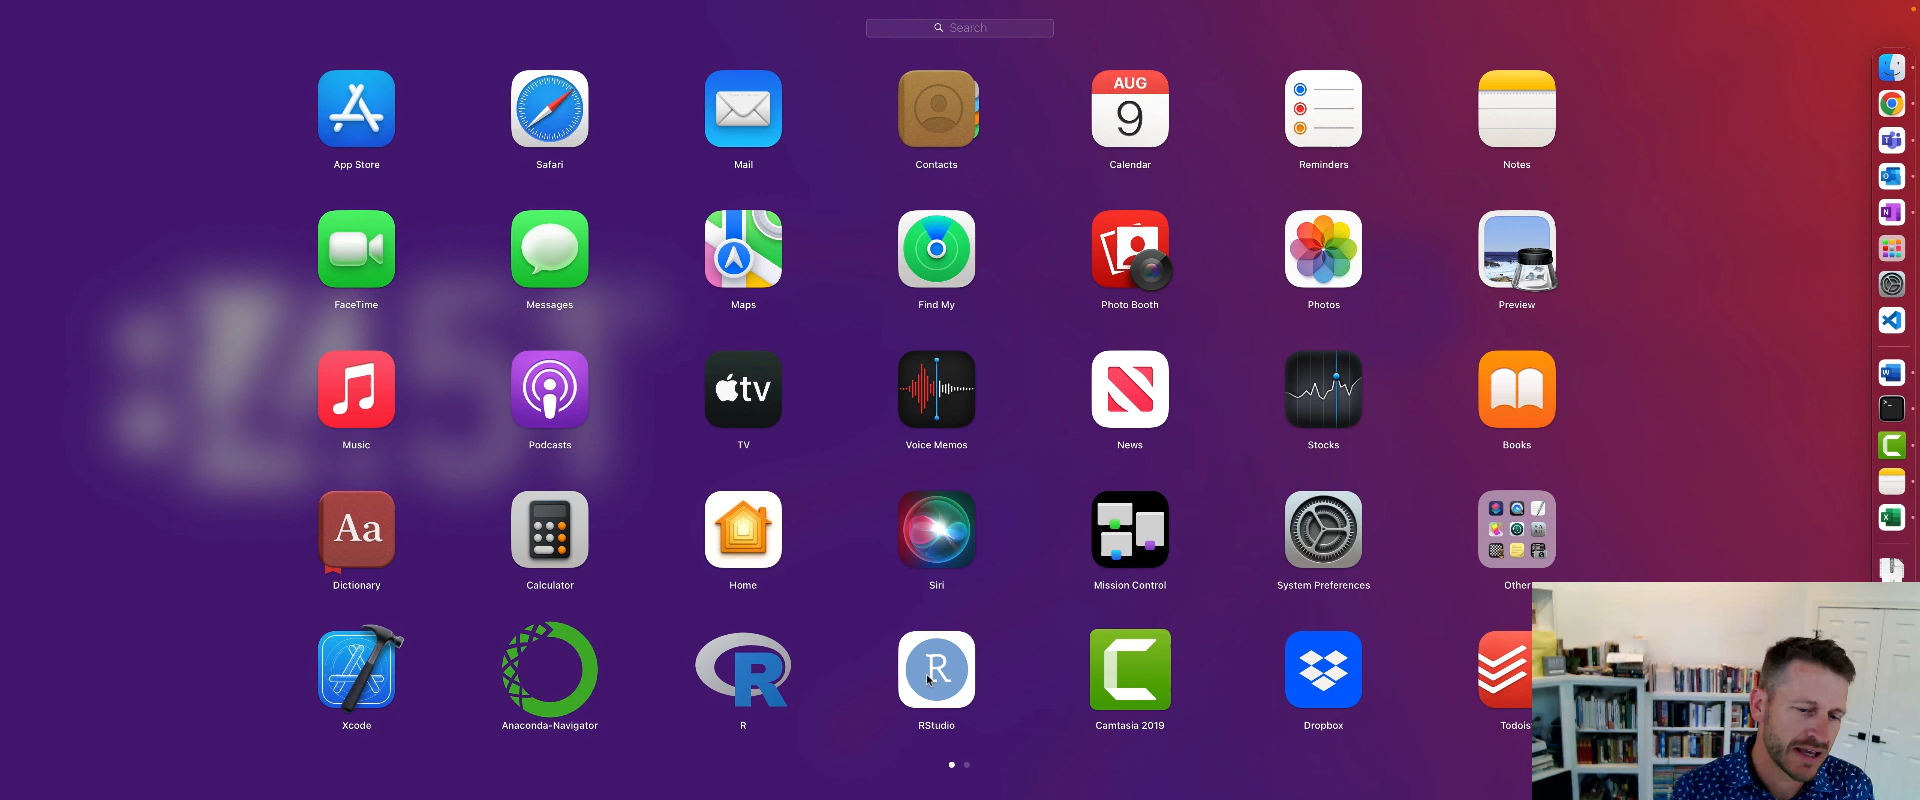 Search
App Store
Safari
Mail
Contacts
AUG
9
Calendar
Reminders
Notes
FaceTime
Messages
Maps
Find My
Photo Booth
Photos
Preview
Music
Podcasts
tv
TV
Voice Memos
News
Stocks
Books
Aa
Dictionary
Calculator
Home
Siri
Mission Control
System Preferences
Other
Xcode
Anaconda-Navigator
R
R
R
RStudio
C
Camtasia 2019
Dropbox
Todois